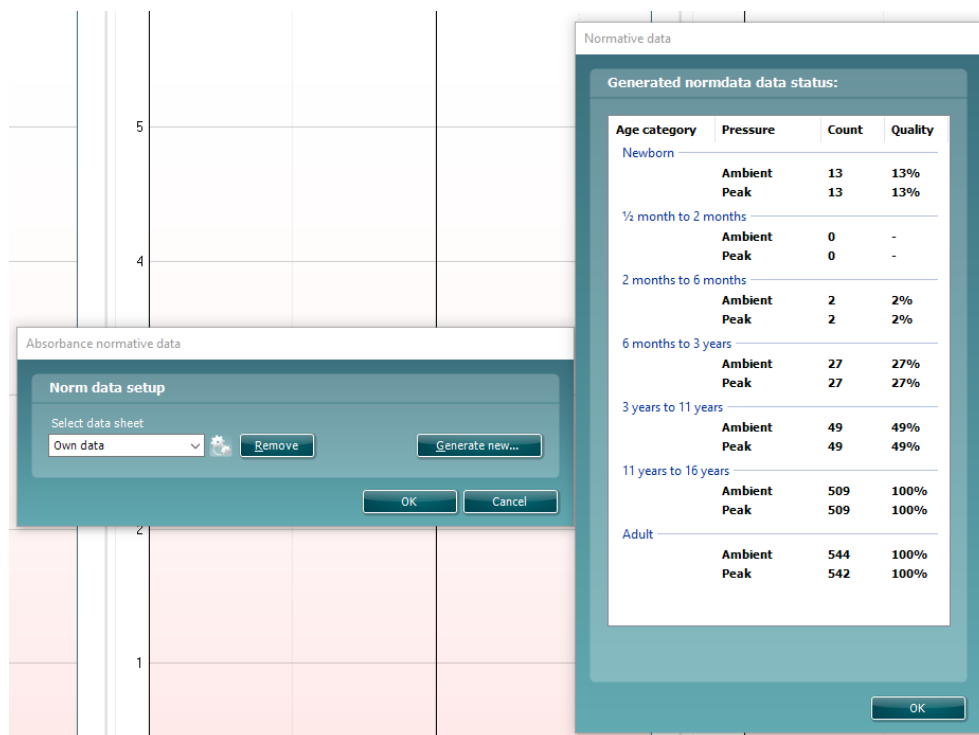 5
4
2
1
Absorbance normative data
Norm data setup
Select data sheet
Own data
Remove
Generate new...
OK
Cancel
Normative data
Generated normdata data status:
Age category Pressure Count Quality
Newborn
Ambient 13 13%
Peak 13 13%
½ month to 2 months
Ambient 0 -
Peak 0 -
2 months to 6 months
Ambient 2 2%
Peak 2 2%
6 months to 3 years
Ambient 27 27%
Peak 27 27%
3 years to 11 years
Ambient 49 49%
Peak 49 49%
11 years to 16 years
Ambient 509 100%
Peak 509 100%
Adult
Ambient 544 100%
Peak 542 100%
OK